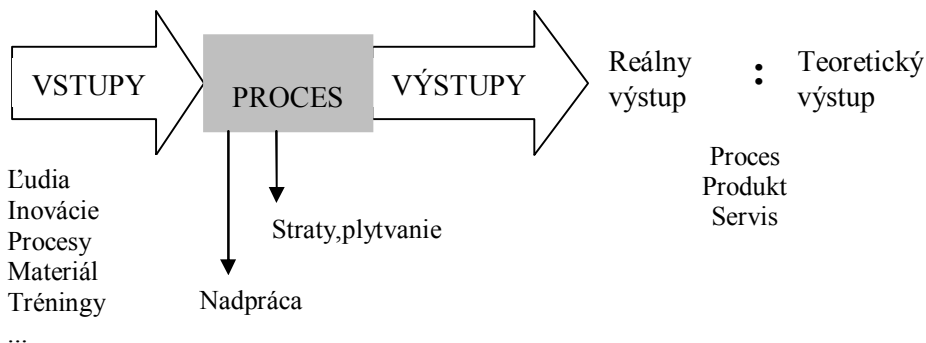 VSTUPY
PROCES
VÝSTUPY
Reálny
výstup
:
Teoretický
výstup
Ľudia
Inovácie
Procesy
Materiál
Tréningy
...
Straty,plytvanie
Nadpráca
Proces
Produkt
Servis